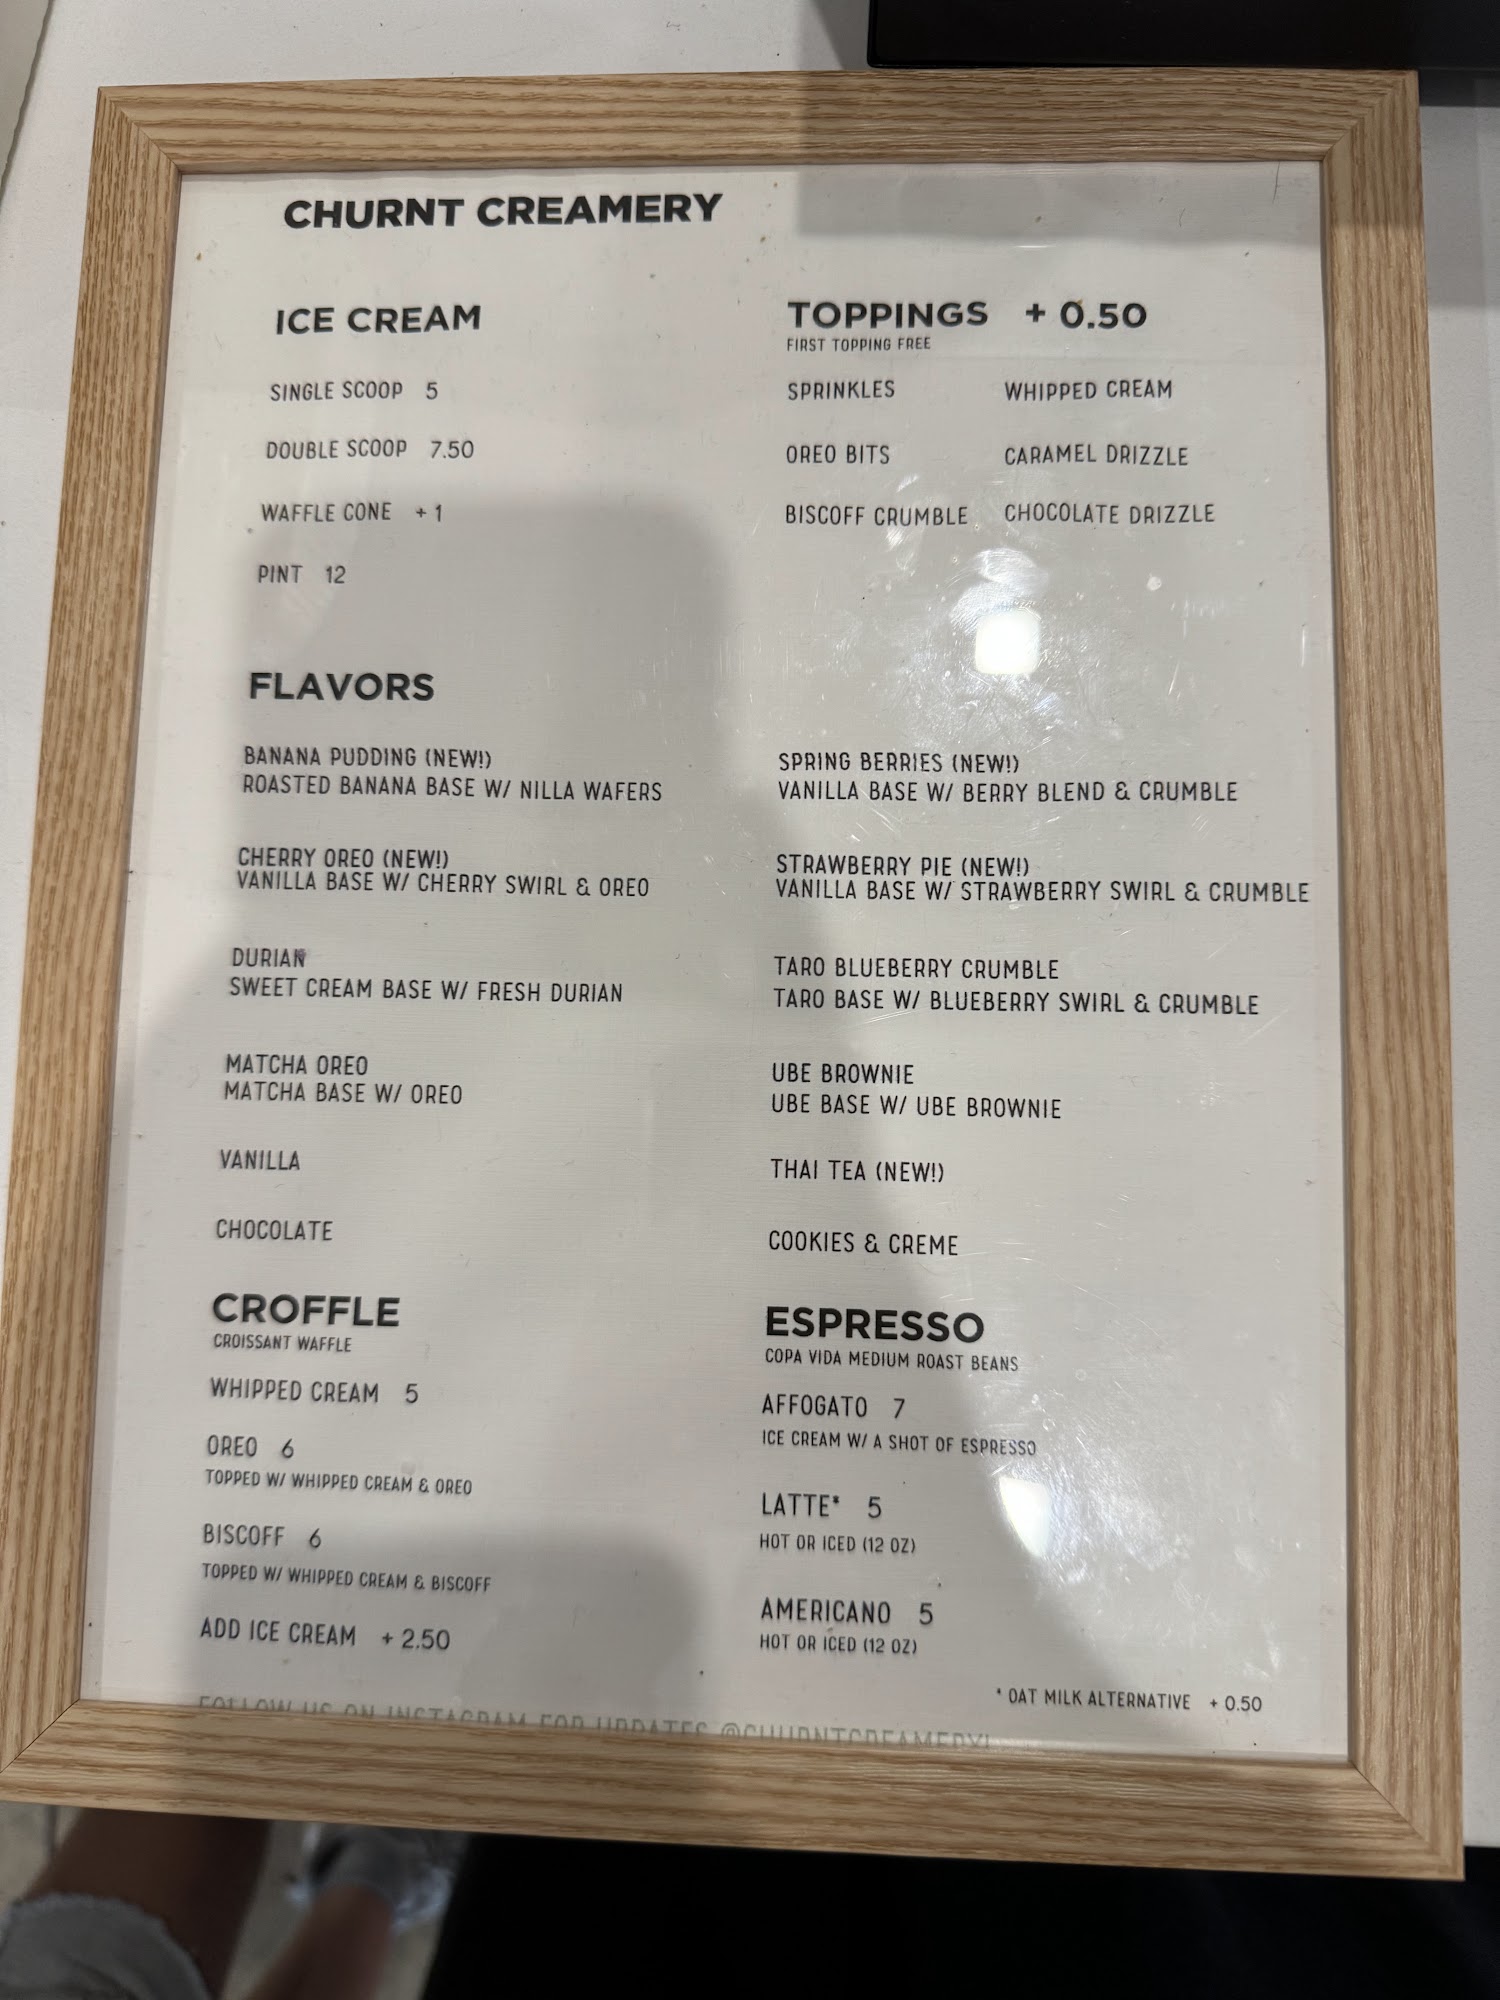 CHURNT CREAMERY
ICE CREAM
SINGLE SCOOP 5
DOUBLE SCOOP 7.50
WAFFLE CONE + 1
PINT 12
TOPPINGS + 0.50
FIRST TOPPING FREE
SPRINKLES WHIPPED CREAM
OREO BITS CARAMEL DRIZZLE
BISCOFF CRUMBLE CHOCOLATE DRIZZLE
FLAVORS
BANANA PUDDING (NEW!)
ROASTED BANANA BASE W/ NILLA WAFERS
CHERRY OREO (NEW!)
VANILLA BASE W/ CHERRY SWIRL & OREO
DURIAN
SWEET CREAM BASE W/ FRESH DURIAN
MATCHA OREO
MATCHA BASE W/ OREO
VANILLA
CHOCOLATE
SPRING BERRIES (NEW!)
VANILLA BASE W/ BERRY BLEND & CRUMBLE
STRAWBERRY PIE (NEW!)
VANILLA BASE W/ STRAWBERRY SWIRL & CRUMBLE
TARO BLUEBERRY CRUMBLE
TARO BASE W/ BLUEBERRY SWIRL & CRUMBLE
UBE BROWNIE
UBE BASE W/ UBE BROWNIE
THAI TEA (NEW!)
COOKIES & CREME
CROFFLE
CROISSANT WAFFLE
WHIPPED CREAM 5
OREO 6
TOPPED W/ WHIPPED CREAM & OREO
BISCOFF 6
TOPPED W/ WHIPPED CREAM & BISCOFF
ADD ICE CREAM + 2.50
ESPRESSO
COPA VIDA MEDIUM ROAST BEANS
AFFOGATO 7
ICE CREAM W/ A SHOT OF ESPRESSO
LATTE* 5
HOT OR ICED (12 OZ)
AMERICANO 5
HOT OR ICED (12 OZ)
* OAT MILK ALTERNATIVE + 0.50
FOLLOW US ON INSTAGRAM FOR UPDATES @CHURNTCREAMERY!